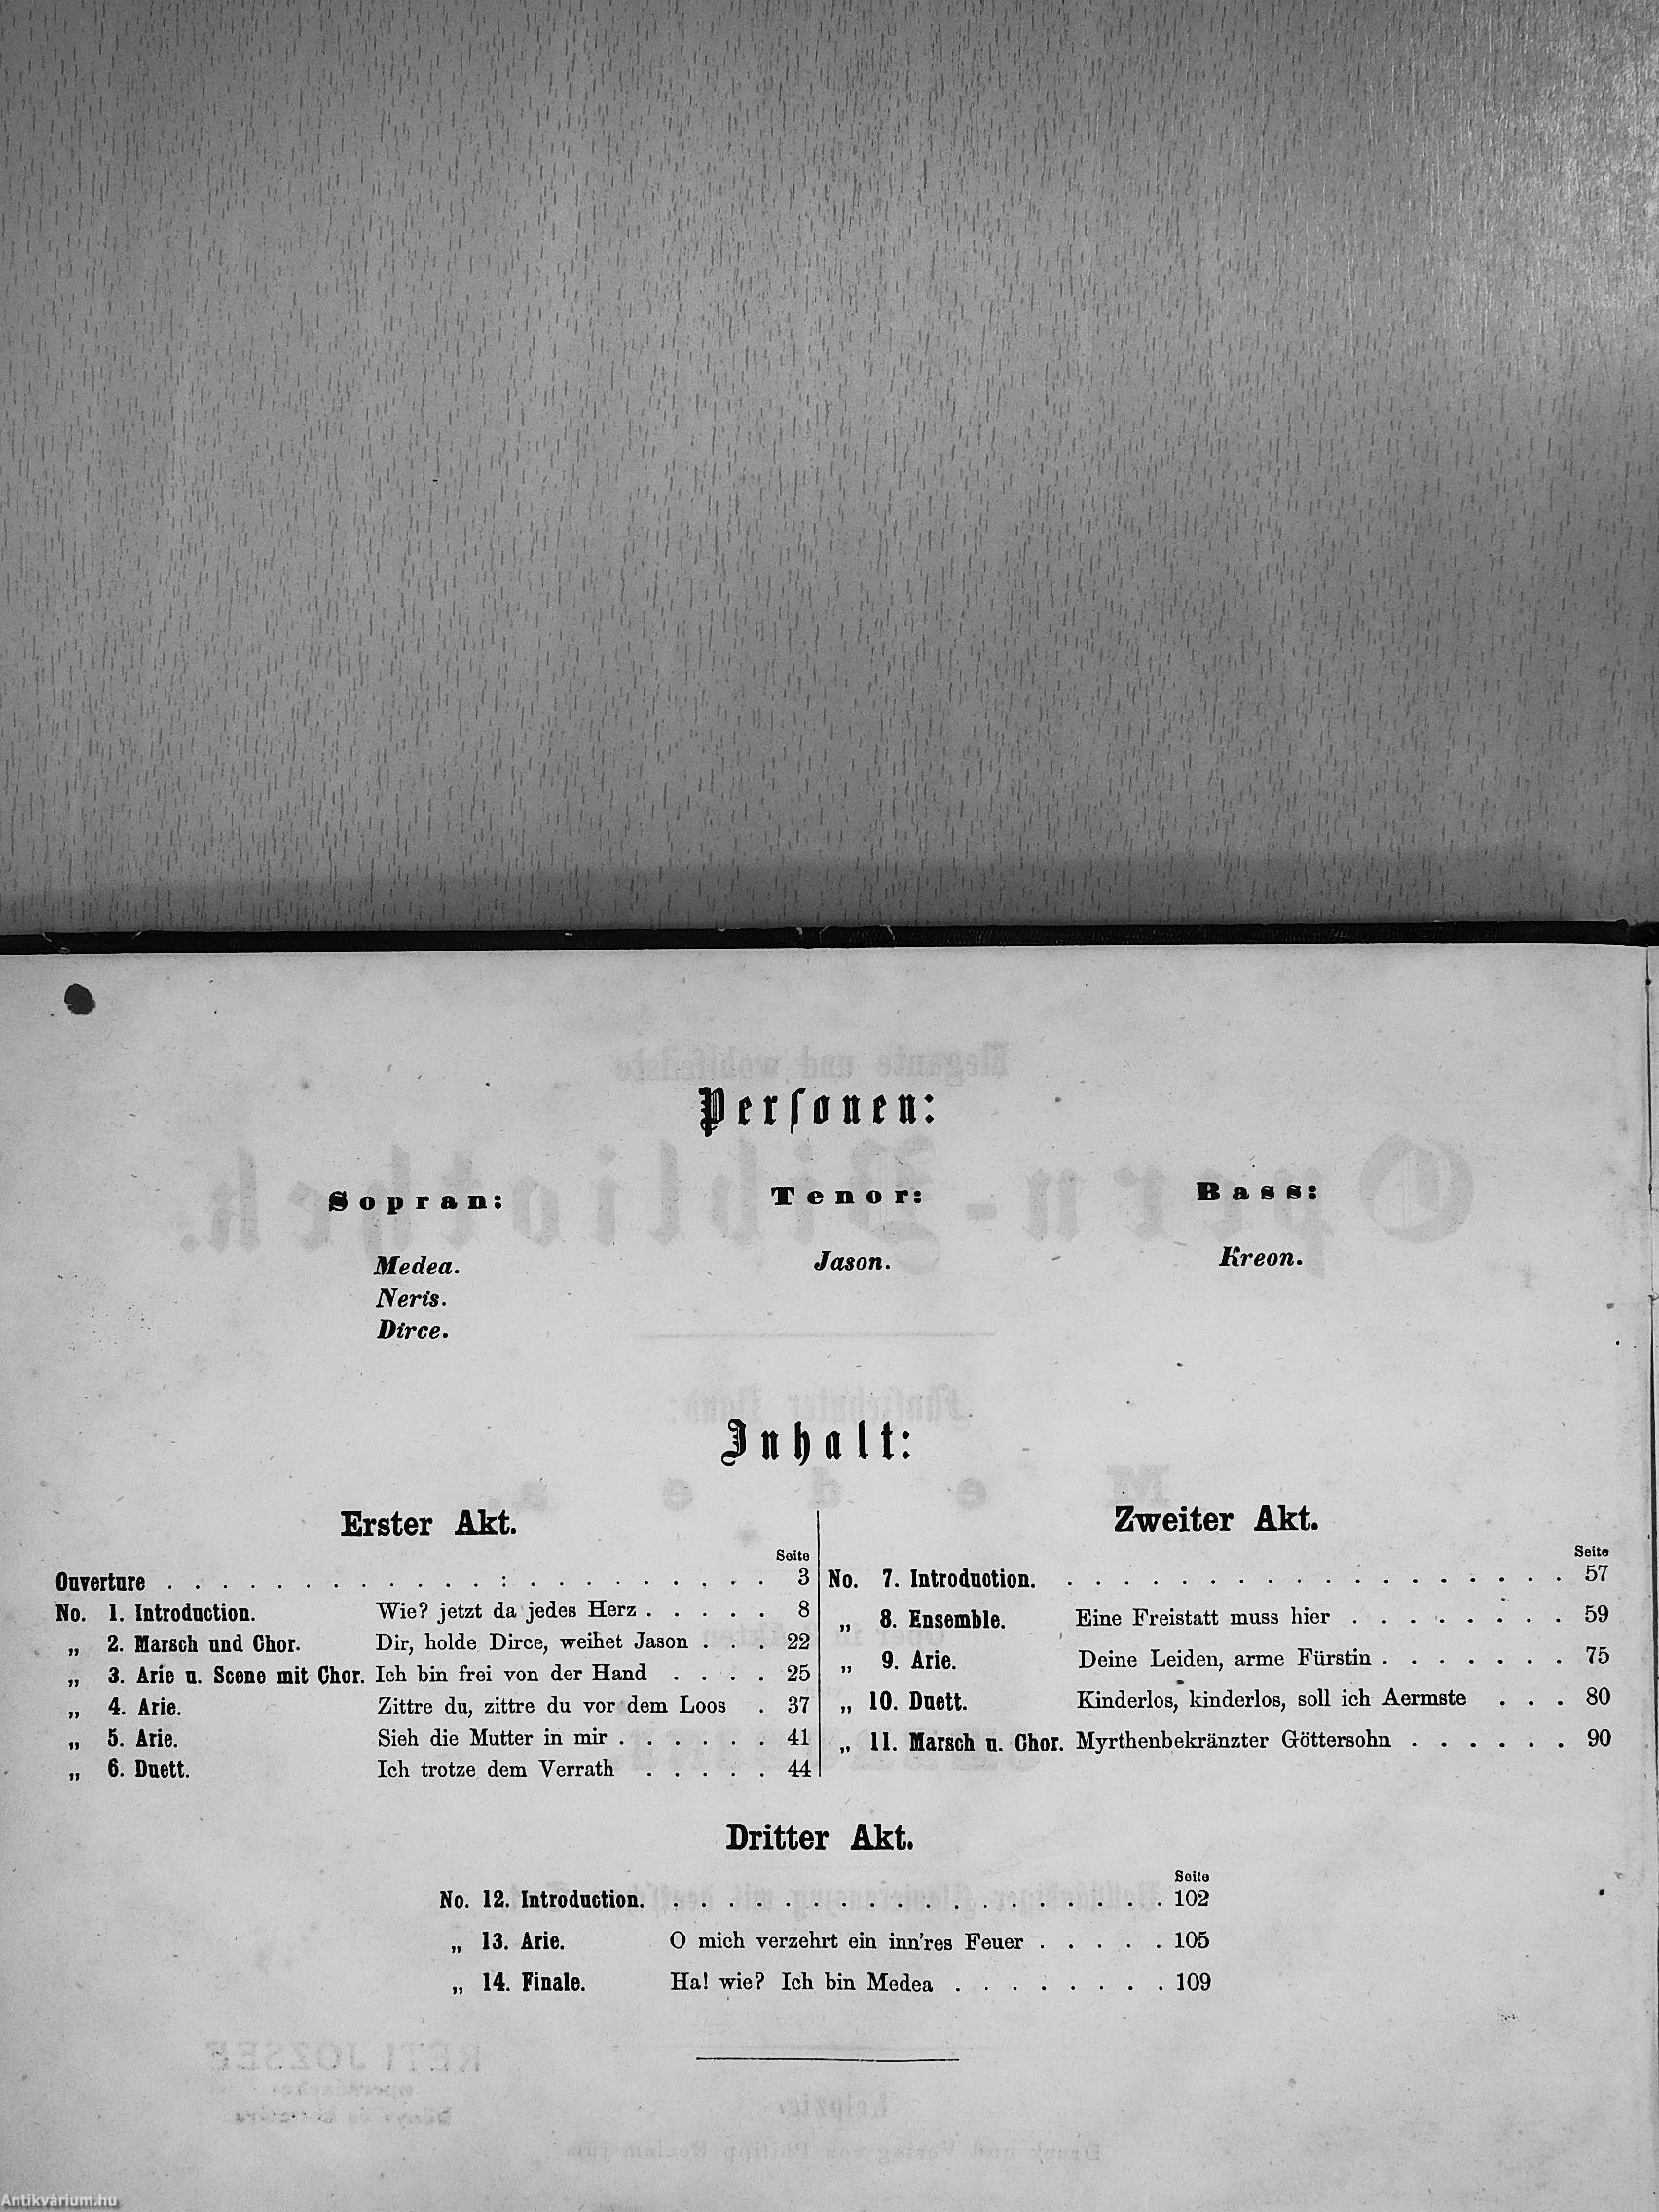 Personen:
Sopran: Tenor: Bass:
Medea. Jason. Kreon.
Neris.
Dirce.
Inhalt:
Erster Akt.
Seite
Ouverture . . . . . . . . . . . . : . . . . . . . . . 3
No. 1. Introduction. Wie? jetzt da jedes Herz . . . . . 8
„ 2. Marsch und Chor. Dir, holde Dirce, weihet Jason . . . 22
„ 3. Arie u. Scene mit Chor. Ich bin frei von der Hand . . . . 25
„ 4. Arie. Zittre du, zittre du vor dem Loos . 37
„ 5. Arie. Sieh die Mutter in mir . . . . . . 41
„ 6. Duett. Ich trotze dem Verrath . . . . . 44
Zweiter Akt.
Seite
No. 7. Introduction. . . . . . . . . . . . . . . . . . . 57
„ 8. Ensemble. Eine Freistatt muss hier . . . . . . . . 59
„ 9. Arie. Deine Leiden, arme Fürstin . . . . . . . 75
„ 10. Duett. Kinderlos, kinderlos, soll ich Aermste . . . 80
„ 11. Marsch u. Chor. Myrthenbekränzter Göttersohn . . . . . . 90
Dritter Akt.
Seite
No. 12. Introduction. . . . . . . . . . . . . . . . . . . 102
„ 13. Arie. O mich verzehrt ein inn'res Feuer . . . . . 105
„ 14. Finale. Ha! wie? Ich bin Medea . . . . . . . . 109
Antikvárium.hu